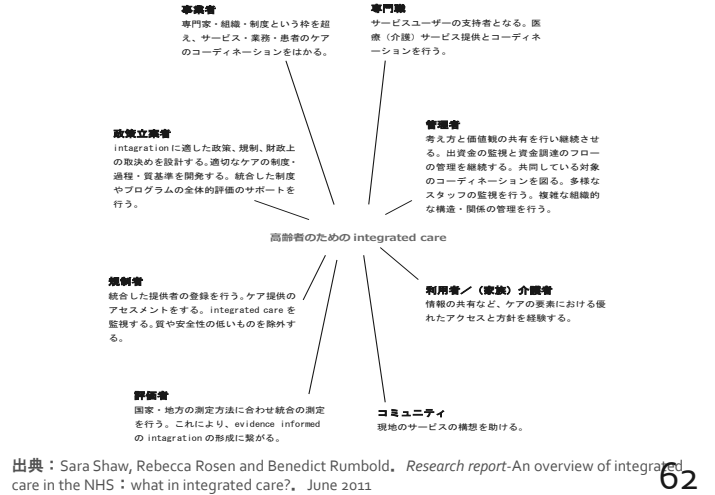 事業者
専門家・組織・制度という枠を超
え、サービス・業務・患者のケア
のコーディネーションをはかる。
専門職
サービスユーザーの支持者となる。医
療（介護）サービス提供とコーディネ
ーションを行う。
政策立案者
intagrationに適した政策、規制、財政上
の取決めを設計する。適切なケアの制度・
過程・質基準を開発する。統合した制度
やプログラムの全体的評価のサポートを
行う。
管理者
考え方と価値観の共有を行い継続させ
る。出資金の監視と資金調達のフロー
の管理を継続する。共同している対象
のコーディネーションを図る。多様な
スタッフの監視を行う。複雑な組織的
な構造・関係の管理を行う。
高齢者のための integrated care
規制者
統合した提供者の登録を行う。ケア提供の
アセスメントをする。integrated care を
監視する。質や安全性の低いものを除外す
る。
利用者／（家族）介護者
情報の共有など、ケアの要素における優
れたアクセスと方針を経験する。
評価者
国家・地方の測定方法に合わせ統合の測定
を行う。これにより、evidence informed
の intagration の形成に繋がる。
コミュニティ
現地のサービスの構想を助ける。
出典：Sara Shaw, Rebecca Rosen and Benedict Rumbold. Research report-An overview of integrated
care in the NHS：what in integrated care?. June 2011
62